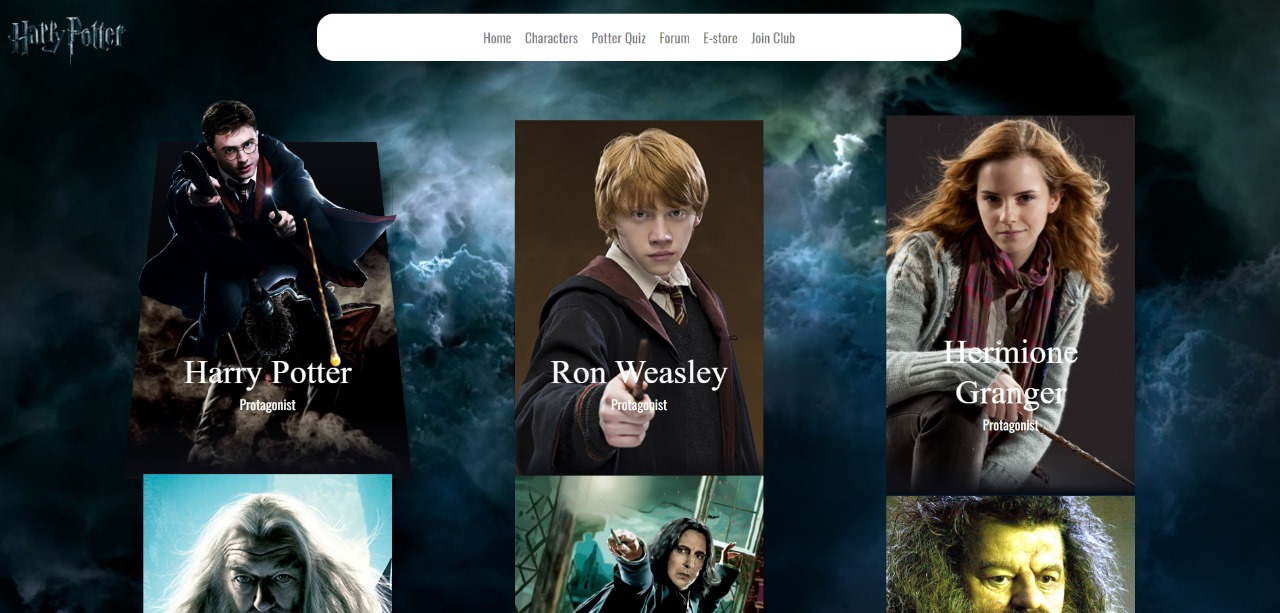 Harry Potter
Home Characters Potter Quiz Forum E-store Join Club
Harry Potter
Protagonist
Ron Weasley
Protagonist
Hermione
Granger
Protagonist